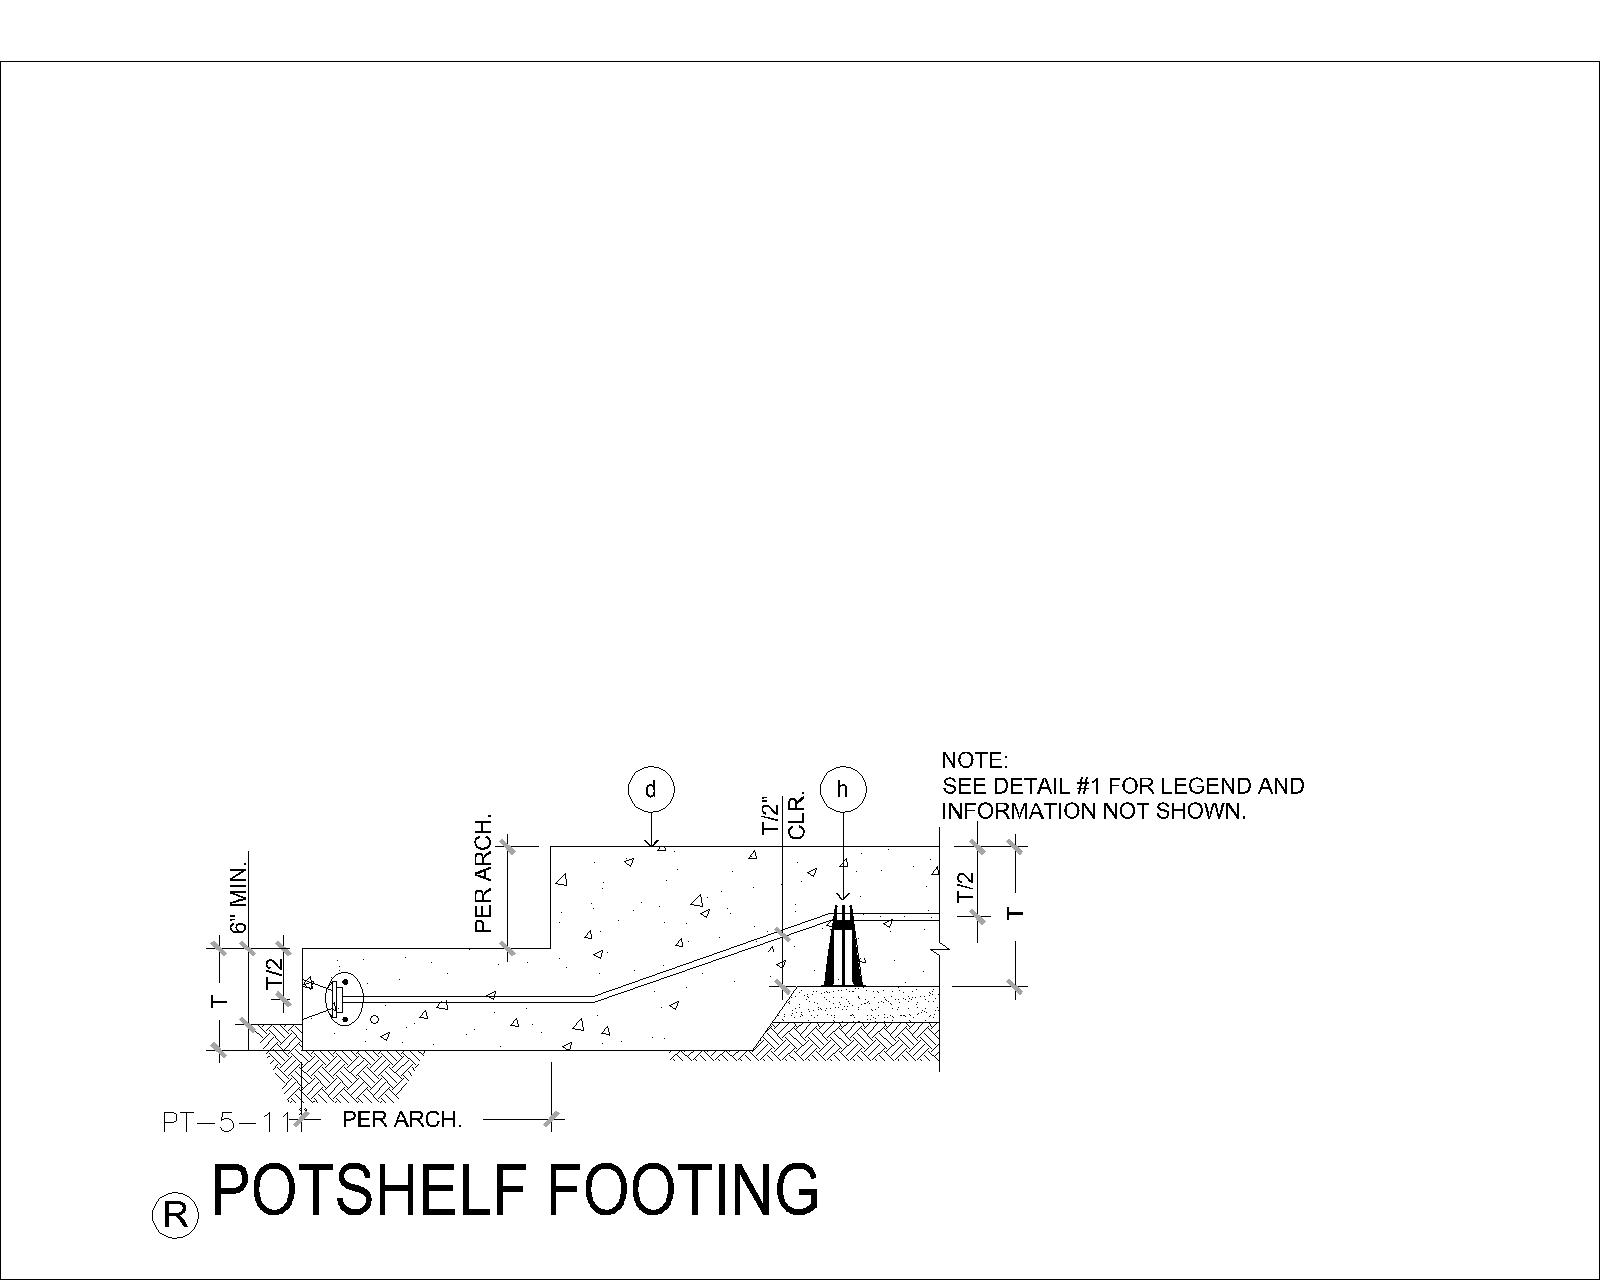 NOTE:
SEE DETAIL #1 FOR LEGEND AND
INFORMATION NOT SHOWN.
d
h
T/2"
CLR.
PER ARCH.
6" MIN.
T/2
T
T/2
T
PT-5-11
PER ARCH.
R
POTSHELF FOOTING